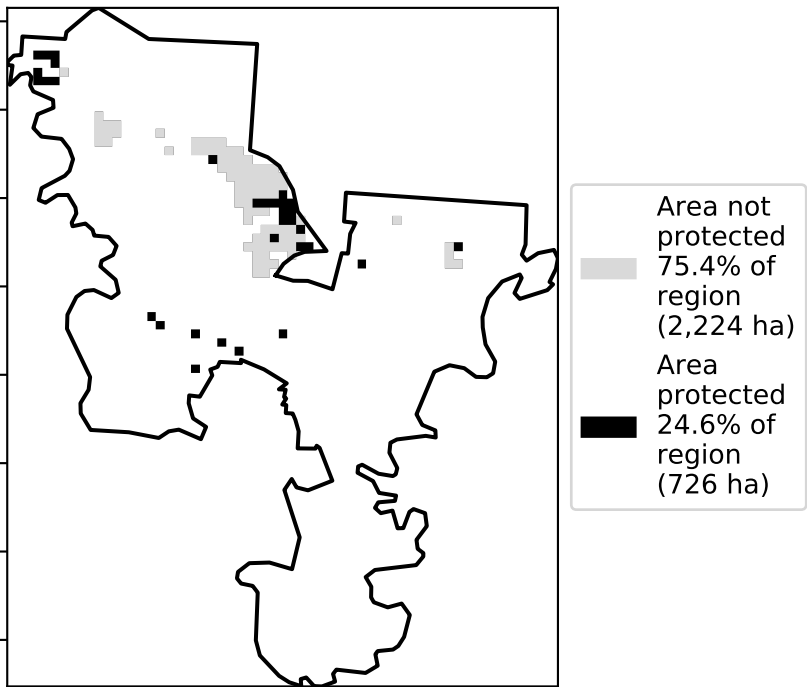 Area not
protected
75.4% of
region
(2,224 ha)
Area
protected
24.6% of
region
(726 ha)